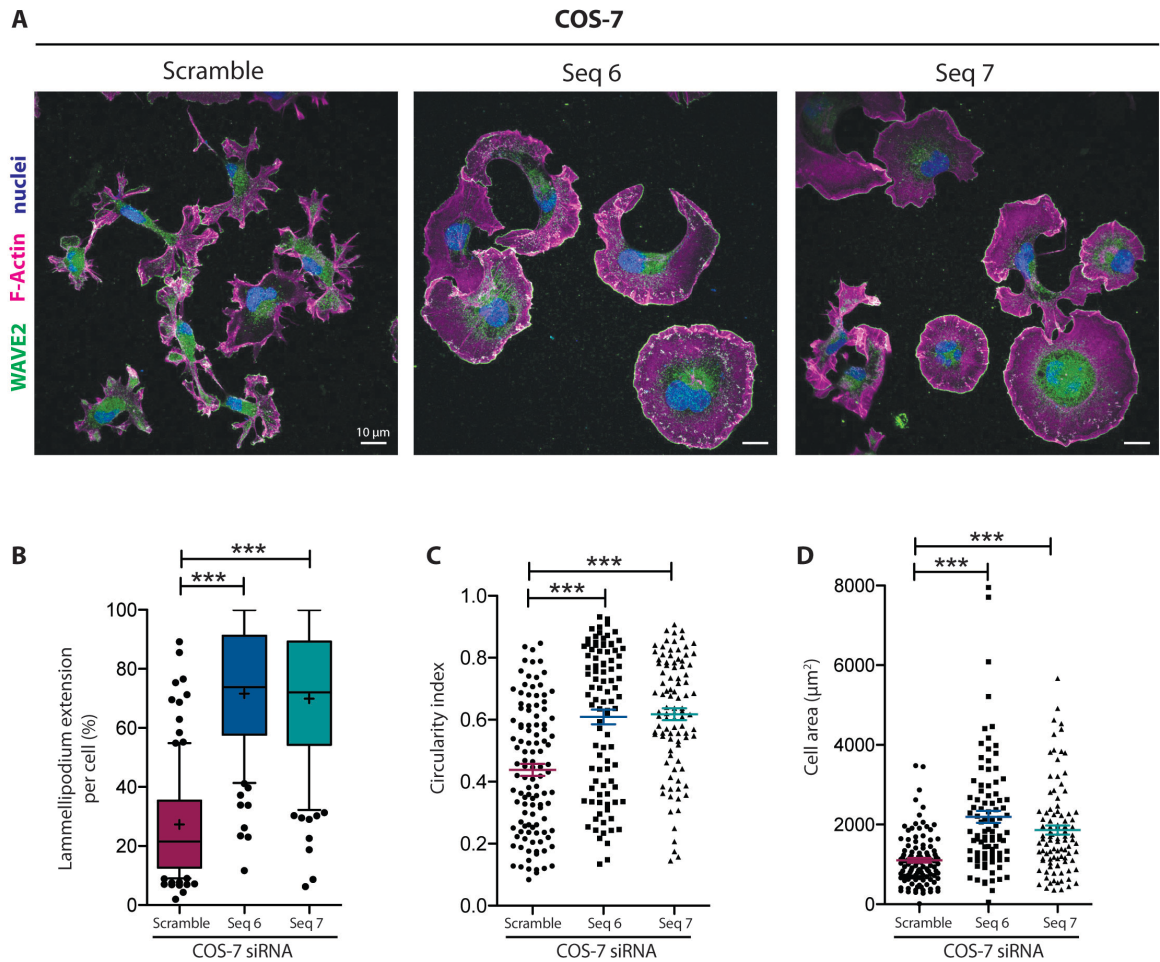 A
COS-7
Scramble
Seq 6
Seq 7
WAVE2 F-Actin nuclei
10 µm
B
Lammellipodium extension
per cell (%)
100
80
60
40
20
0
***
***
Scramble
Seq 6
Seq 7
COS-7 siRNA
C
Circularity index
1.0
0.8
0.6
0.4
0.2
0.0
***
***
Scramble
Seq 6
Seq 7
COS-7 siRNA
D
Cell area (µm²)
8000
6000
4000
2000
0
***
***
Scramble
Seq 6
Seq 7
COS-7 siRNA